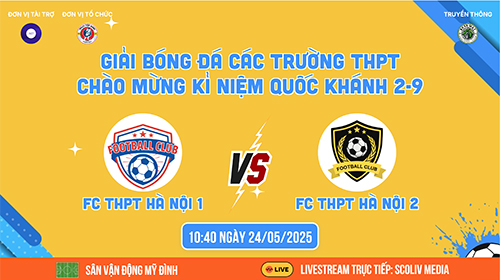 ĐƠN VỊ TÀI TRỢ
ĐƠN VỊ TỔ CHỨC
TRUYỀN THÔNG
GIẢI BÓNG ĐÁ CÁC TRƯỜNG THPT
CHÀO MỪNG KỈ NIỆM QUỐC KHÁNH 2-9
FOOTBALL CLUB
VS
FOOTBALL CLUB
FC THPT HÀ NỘI 1
FC THPT HÀ NỘI 2
10:40 NGÀY 24/05/2025
SÂN VẬN ĐỘNG MỸ ĐÌNH
LIVE
LIVESTREAM TRỰC TIẾP: SCOLIV MEDIA